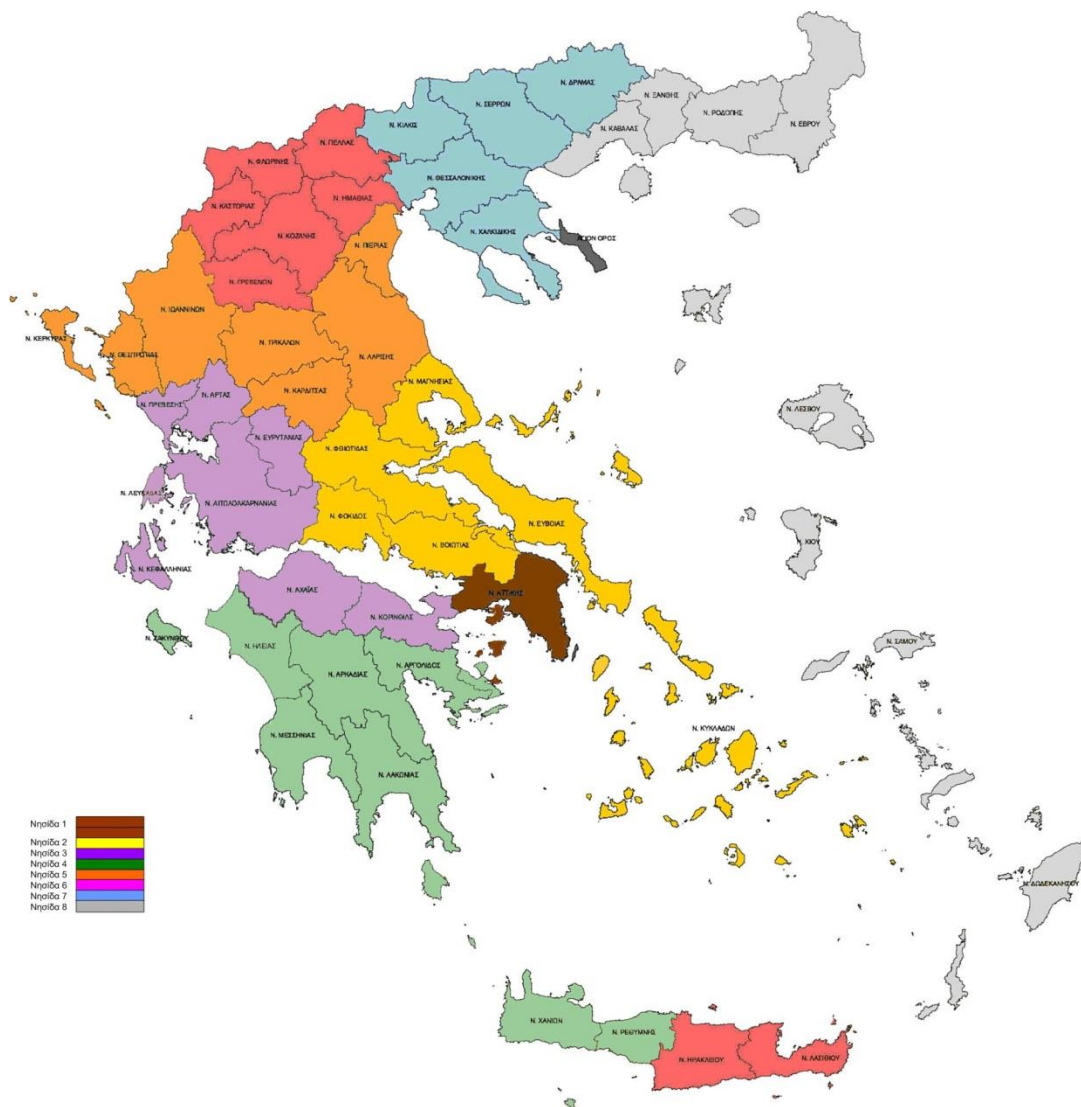 Ν. ΔΡΑΜΑΣ
Ν. ΞΑΝΘΗΣ
Ν. ΣΕΡΡΩΝ
Ν. ΡΟΔΟΠΗΣ
Ν. ΕΒΡΟΥ
Ν. ΚΙΛΚΙΣ
Ν. ΚΑΒΑΛΑΣ
Ν. ΠΕΛΛΑΣ
Ν. ΦΛΩΡΙΝΗΣ
Ν. ΘΕΣΣΑΛΟΝΙΚΗΣ
Ν. ΗΜΑΘΙΑΣ
Ν. ΚΑΣΤΟΡΙΑΣ
Ν. ΧΑΛΚΙΔΙΚΗΣ
Ν. ΚΟΖΑΝΗΣ
ΑΓΙΟΝ ΟΡΟΣ
Ν. ΠΙΕΡΙΑΣ
Ν. ΓΡΕΒΕΝΩΝ
Ν. ΙΩΑΝΝΙΝΩΝ
Ν. ΚΕΡΚΥΡΑΣ
Ν. ΤΡΙΚΑΛΩΝ
Ν. ΘΕΣΠΡΩΤΙΑΣ
Ν. ΛΑΡΙΣΗΣ
Ν. ΜΑΓΝΗΣΙΑΣ
Ν. ΚΑΡΔΙΤΣΑΣ
Ν. ΑΡΤΑΣ
Ν. ΠΡΕΒΕΖΗΣ
Ν. ΛΕΣΒΟΥ
Ν. ΕΥΡΥΤΑΝΙΑΣ
Ν. ΦΘΙΩΤΙΔΑΣ
Ν. ΛΕΥΚΑΔΑΣ
Ν. ΑΙΤΩΛΟΑΚΑΡΝΑΝΙΑΣ
Ν. ΦΩΚΙΔΟΣ
Ν. ΕΥΒΟΙΑΣ
Ν. ΒΟΙΩΤΙΑΣ
Ν. ΧΙΟΥ
Ν. ΚΕΦΑΛΛΗΝΙΑΣ
Ν. ΑΧΑΪΑΣ
Ν. ΑΤΤΙΚΗΣ
Ν. ΚΟΡΙΝΘΙΑΣ
Ν. ΖΑΚΥΝΘΟΥ
Ν. ΗΛΕΙΑΣ
Ν. ΣΑΜΟΥ
Ν. ΑΡΓΟΛΙΔΟΣ
Ν. ΑΡΚΑΔΙΑΣ
Ν. ΚΥΚΛΑΔΩΝ
Ν. ΜΕΣΣΗΝΙΑΣ
Ν. ΛΑΚΩΝΙΑΣ
Νησίδα 1
Νησίδα 2
Νησίδα 3
Νησίδα 4
Νησίδα 5
Νησίδα 6
Νησίδα 7
Νησίδα 8
Ν. ΔΩΔΕΚΑΝΗΣΟΥ
Ν. ΧΑΝΙΩΝ
Ν. ΡΕΘΥΜΝΗΣ
Ν. ΗΡΑΚΛΕΙΟΥ
Ν. ΛΑΣΙΘΙΟΥ